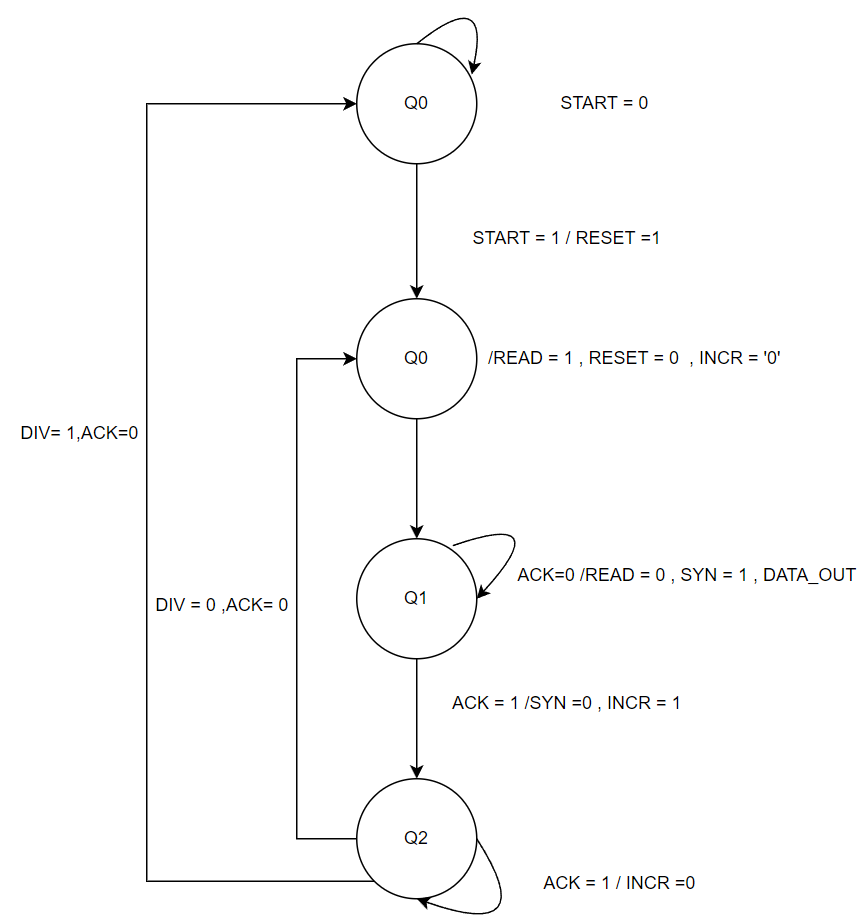 Q0
START = 0
START = 1 / RESET =1
Q0
/READ = 1 , RESET = 0  , INCR = '0'
DIV= 1,ACK=0
ACK=0 /READ = 0 , SYN = 1 , DATA_OUT
Q1
DIV = 0 ,ACK= 0
ACK = 1 /SYN =0 , INCR = 1
Q2
ACK = 1 / INCR =0